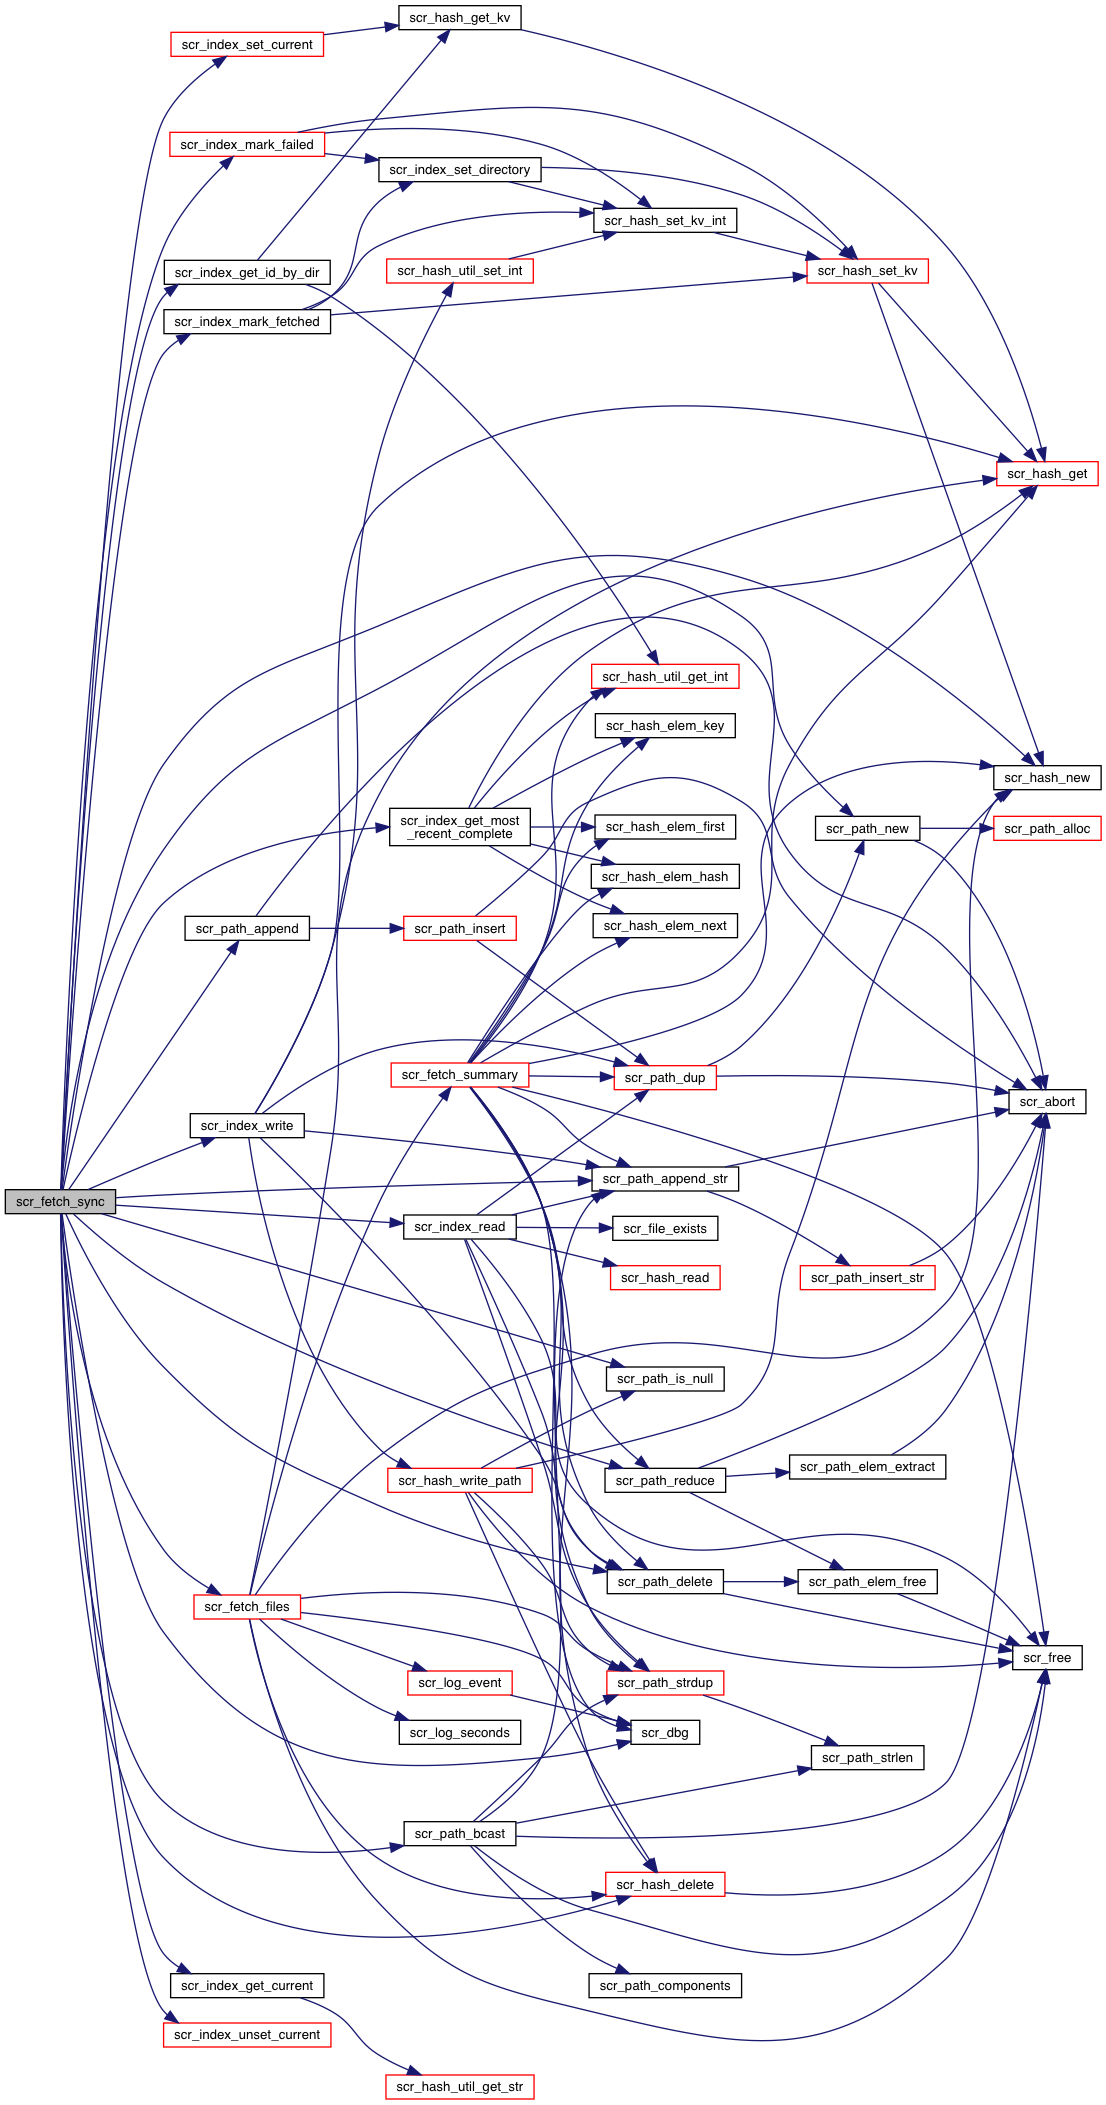 scr_hash_get_kv
scr_index_set_current
scr_index_mark_failed
scr_index_set_directory
scr_hash_set_kv_int
scr_index_get_id_by_dir
scr_hash_util_set_int
scr_hash_set_kv
scr_index_mark_fetched
scr_hash_get
scr_hash_util_get_int
scr_hash_elem_key
scr_hash_new
scr_index_get_most
_recent_complete
scr_hash_elem_first
scr_path_new
scr_path_alloc
scr_hash_elem_hash
scr_path_append
scr_path_insert
scr_hash_elem_next
scr_fetch_summary
scr_path_dup
scr_abort
scr_index_write
scr_path_append_str
scr_fetch_sync
scr_index_read
scr_file_exists
scr_hash_read
scr_path_insert_str
scr_path_is_null
scr_hash_write_path
scr_path_reduce
scr_path_elem_extract
scr_path_delete
scr_path_elem_free
scr_fetch_files
scr_free
scr_log_event
scr_path_strdup
scr_log_seconds
scr_dbg
scr_path_strlen
scr_path_bcast
scr_hash_delete
scr_index_get_current
scr_path_components
scr_index_unset_current
scr_hash_util_get_str